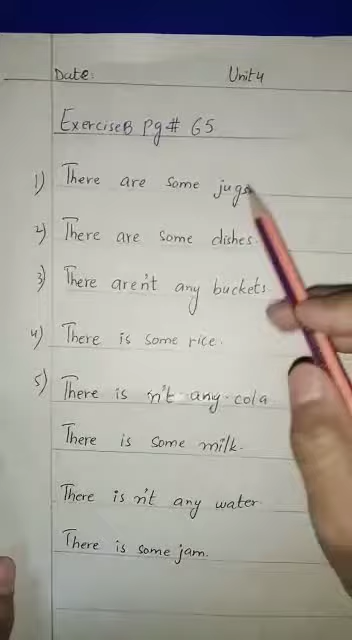 Date: Unit 4
Exercise B Pg# 65
1) There are some jugs
2) There are some dishes.
3) There aren't any buckets.
4) There is some rice.
5) There is n't any cola
There is some milk.
There is n't any water
There is some jam.